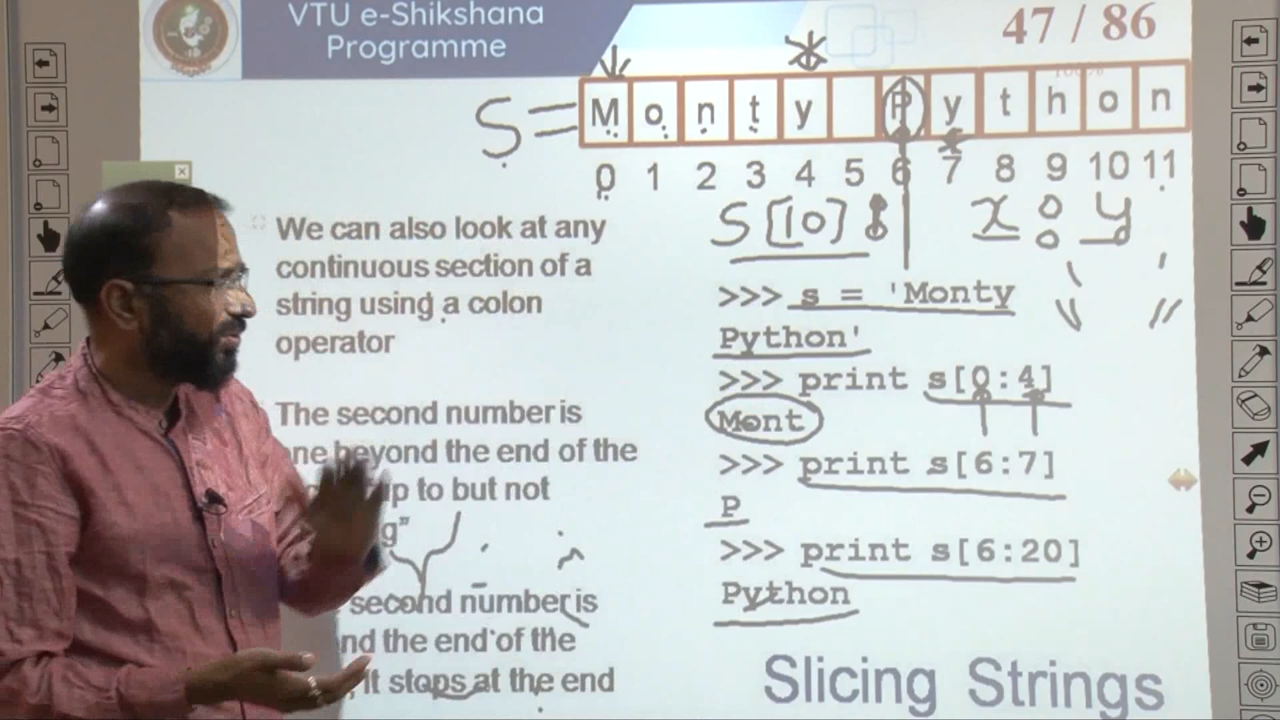 VTU e-Shikshana
Programme
47 / 86
S = M o n t y P y t h o n
0 1 2 3 4 5 6 7 8 9 10 11
S[10] x : y
We can also look at any
continuous section of a
string using a colon
operator
The second number is
beyond the end of the
up to but not
second number is
the end of the
it stops at the end
>>> s = 'Monty
Python'
>>> print s[0:4]
Mont
>>> print s[6:7]
P
>>> print s[6:20]
Python
Slicing Strings